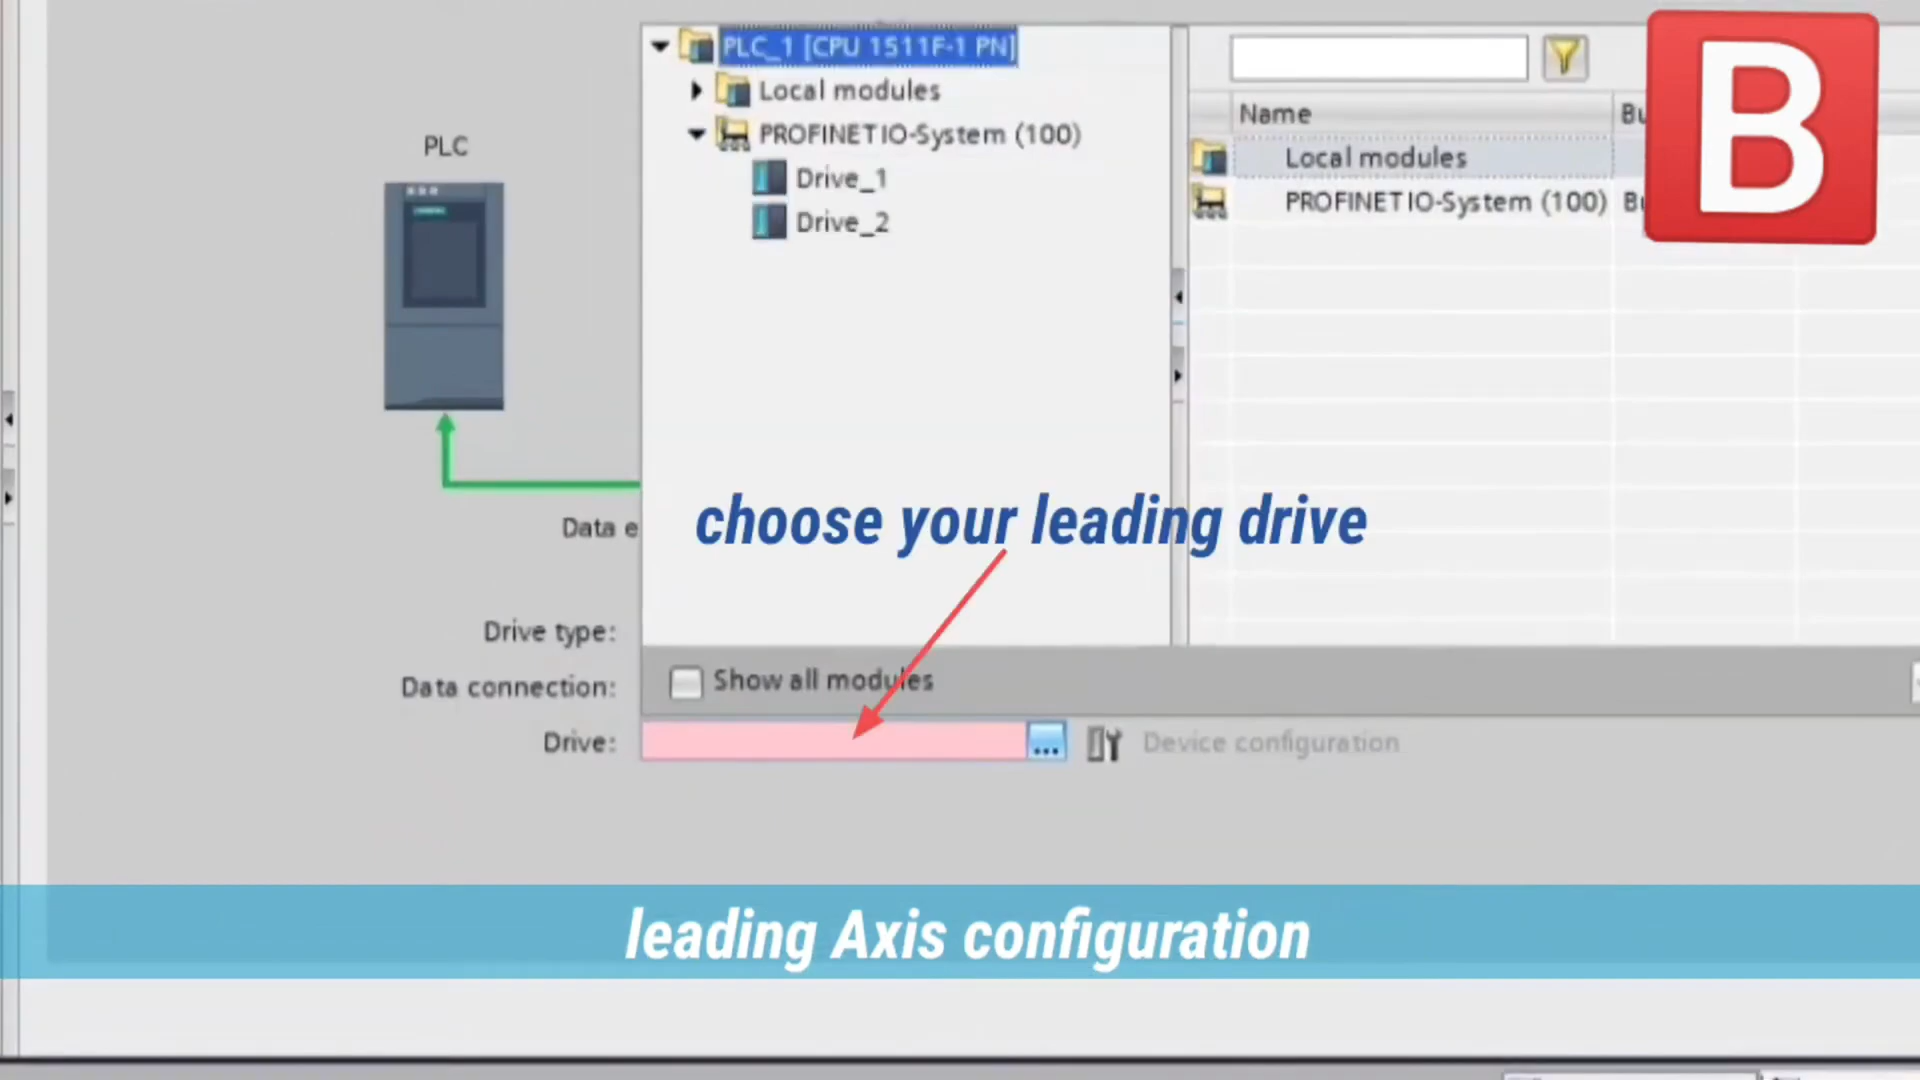 PLC_1 [CPU 1511F-1 PN]
Local modules
PROFINET IO-System (100)
Drive_1
Drive_2
Name
Local modules
PROFINET IO-System (100)
B
PLC
choose your leading drive
Drive type:
Data connection:
Show all modules
Drive:
...
Device configuration
leading Axis configuration